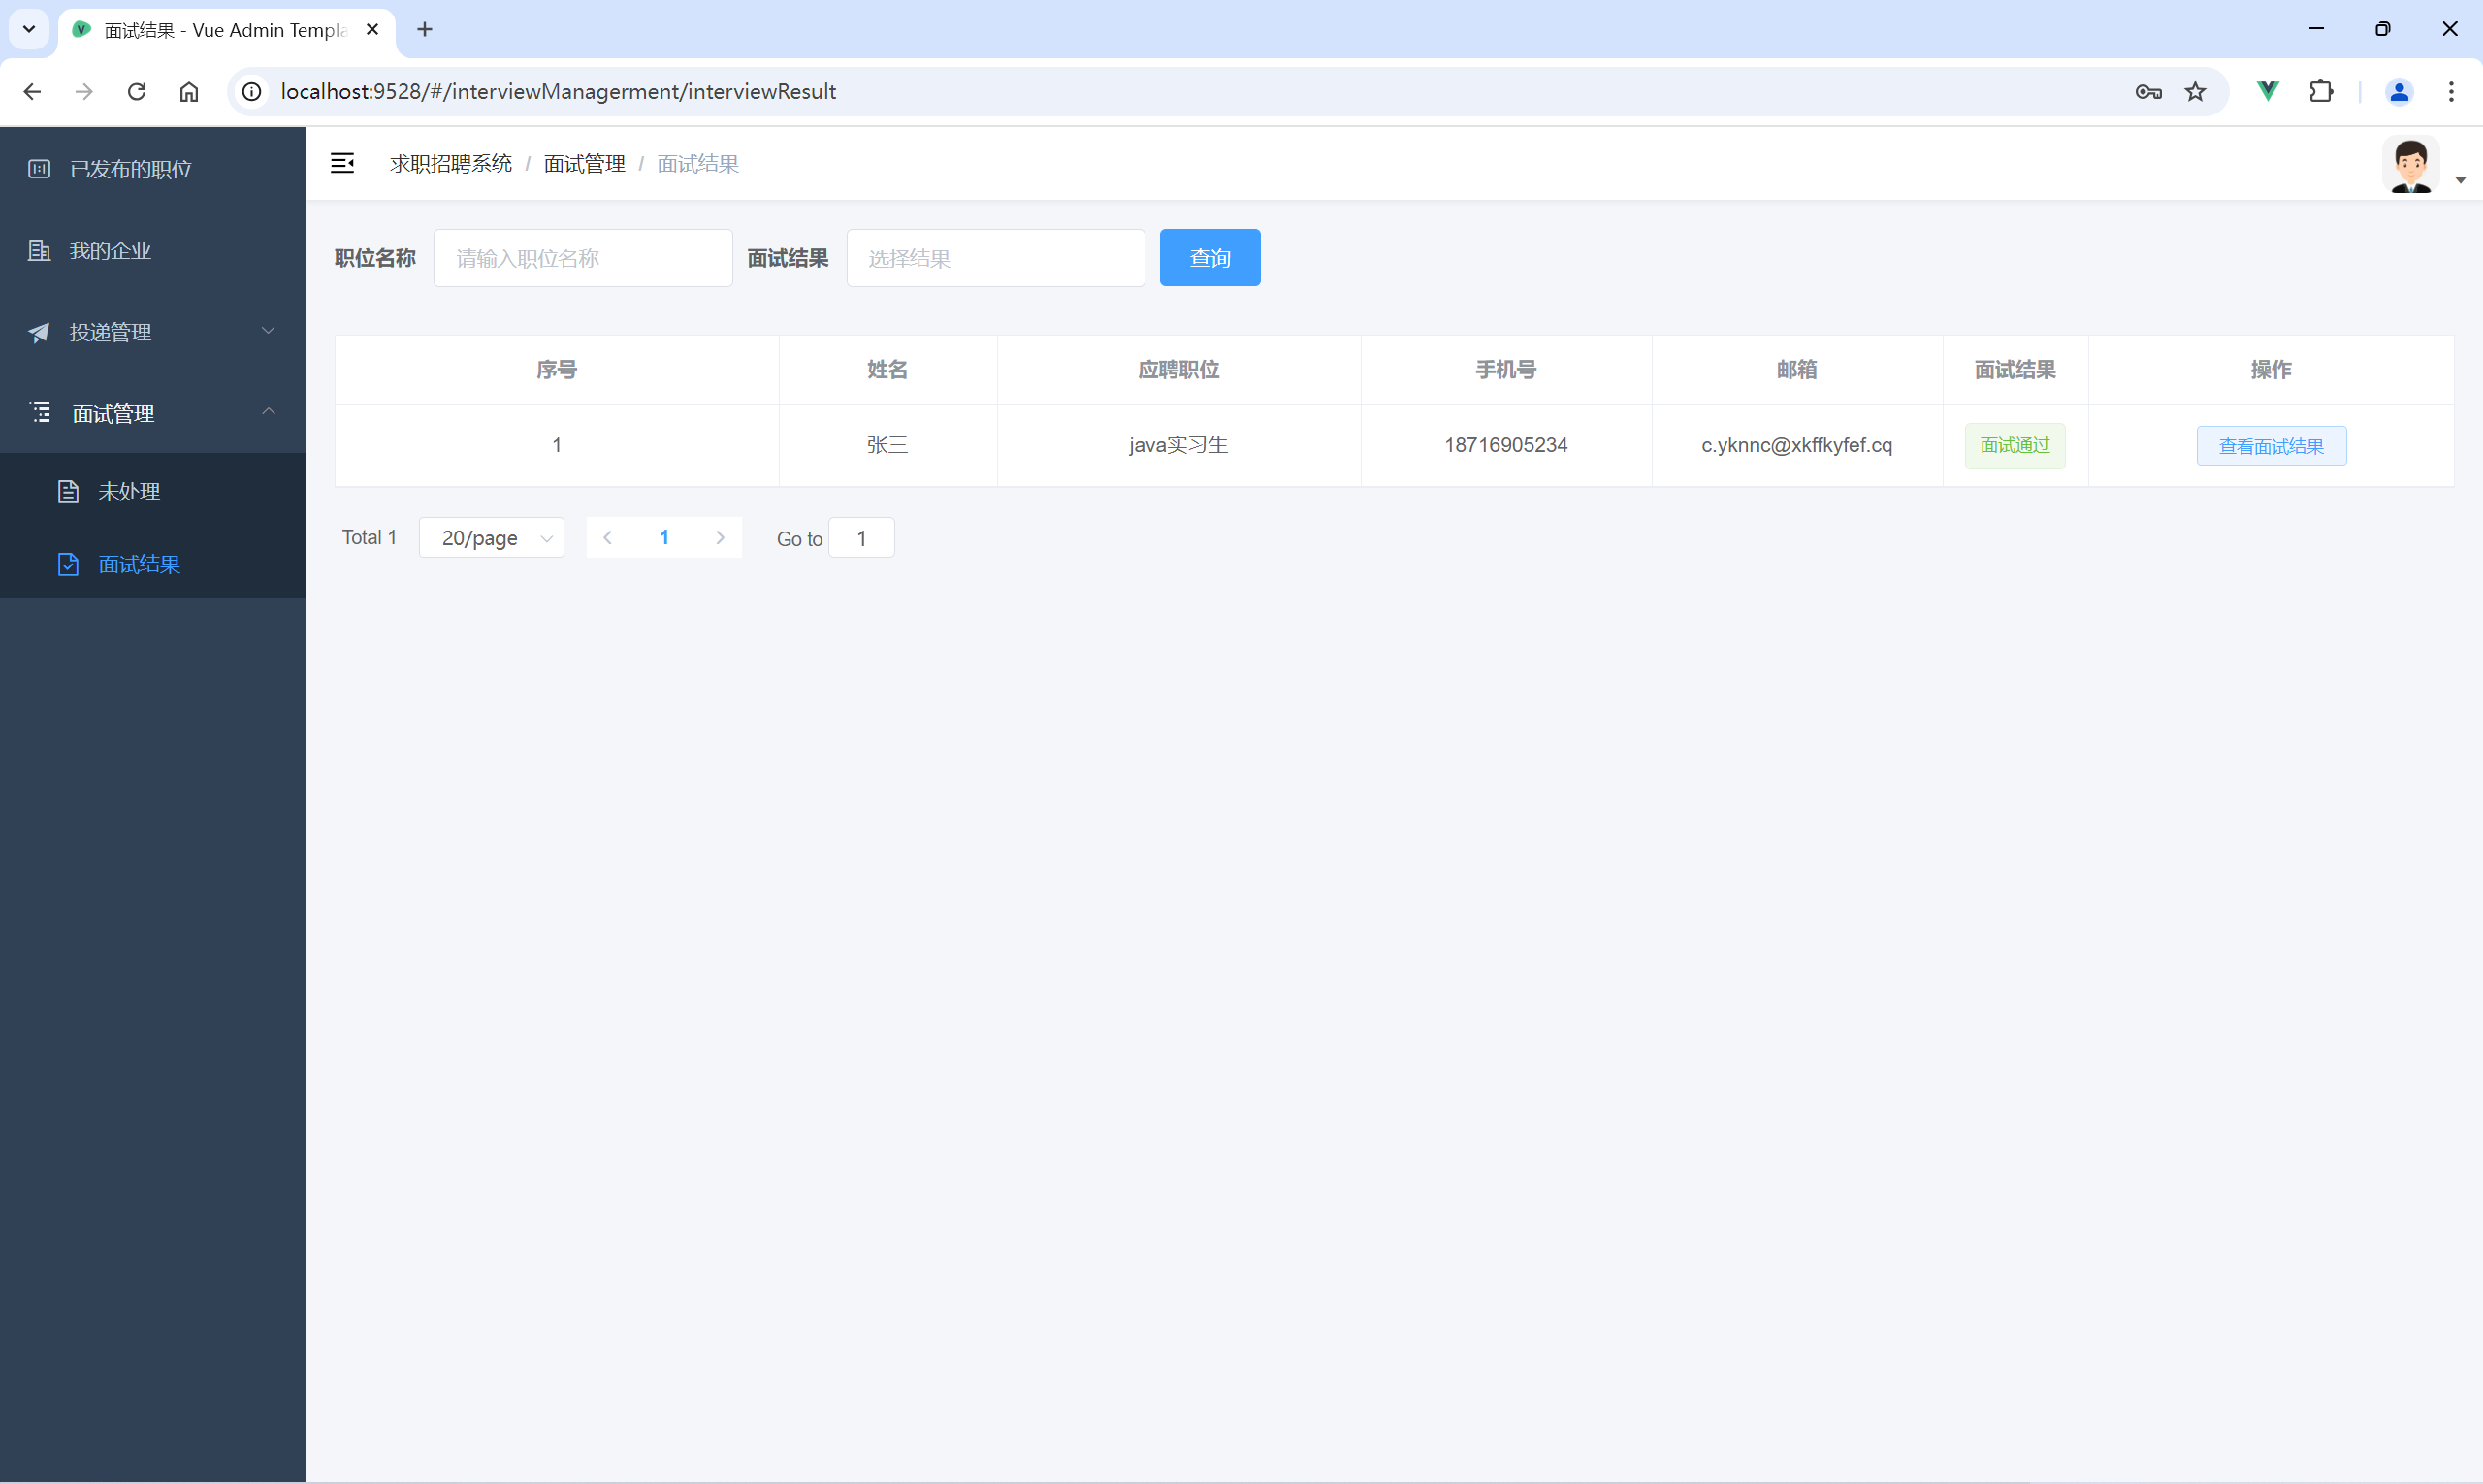 面试结果 - Vue Admin Templa
localhost:9528/#/interviewManagerment/interviewResult
已发布的职位
我的企业
投递管理
面试管理
未处理
面试结果
求职招聘系统 / 面试管理 / 面试结果
职位名称 请输入职位名称 面试结果 选择结果 查询
序号 姓名 应聘职位 手机号 邮箱 面试结果 操作
1 张三 java实习生 18716905234 c.yknnc@xkffkyfef.cq 面试通过 查看面试结果
Total 1 20/page 1 Go to 1